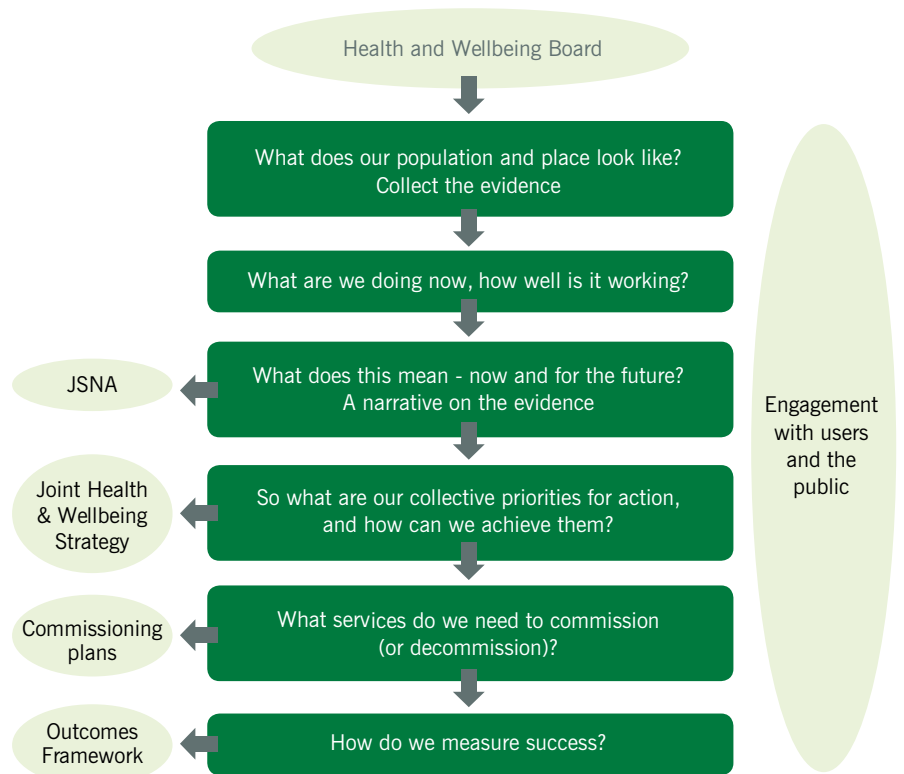 Health and Wellbeing Board
What does our population and place look like?
Collect the evidence
What are we doing now, how well is it working?
JSNA
What does this mean - now and for the future?
A narrative on the evidence
Engagement
with users
and the
public
Joint Health
& Wellbeing
Strategy
So what are our collective priorities for action,
and how can we achieve them?
Commissioning
plans
What services do we need to commission
(or decommission)?
Outcomes
Framework
How do we measure success?